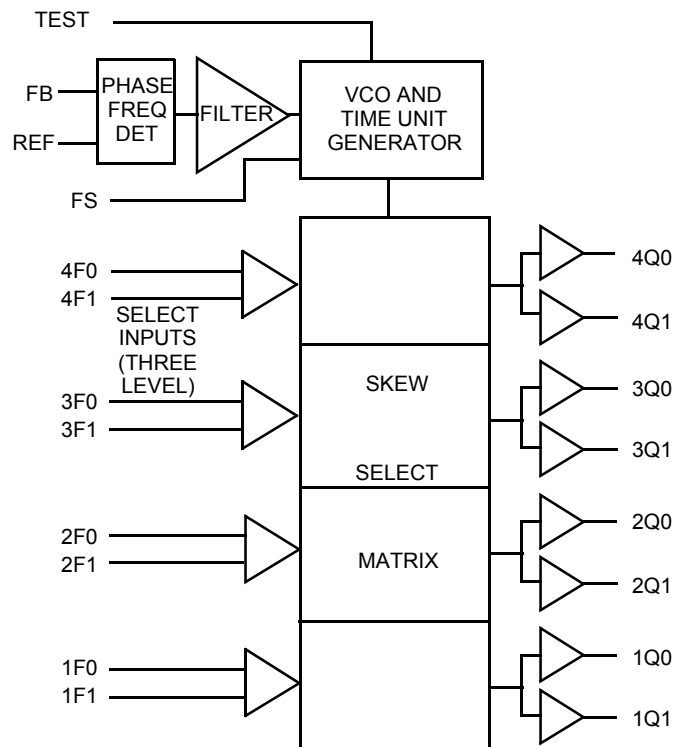 TEST
FB
REF
PHASE
FREQ
DET
FILTER
VCO AND
TIME UNIT
GENERATOR
FS
4F0
4F1
SELECT
INPUTS
(THREE
LEVEL)
3F0
3F1
2F0
2F1
1F0
1F1
SKEW
SELECT
MATRIX
4Q0
4Q1
3Q0
3Q1
2Q0
2Q1
1Q0
1Q1